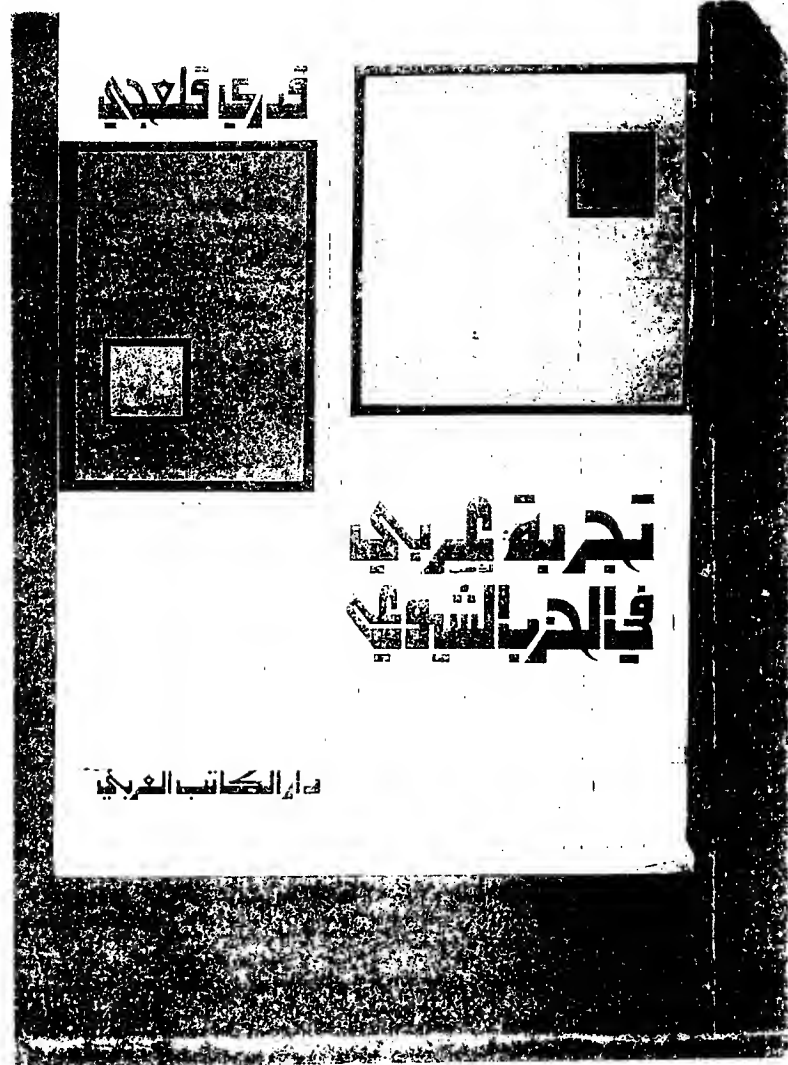 قدري قلعجي
تجربة عربي
في الحزب الشيوعي
دار الكاتب العربي